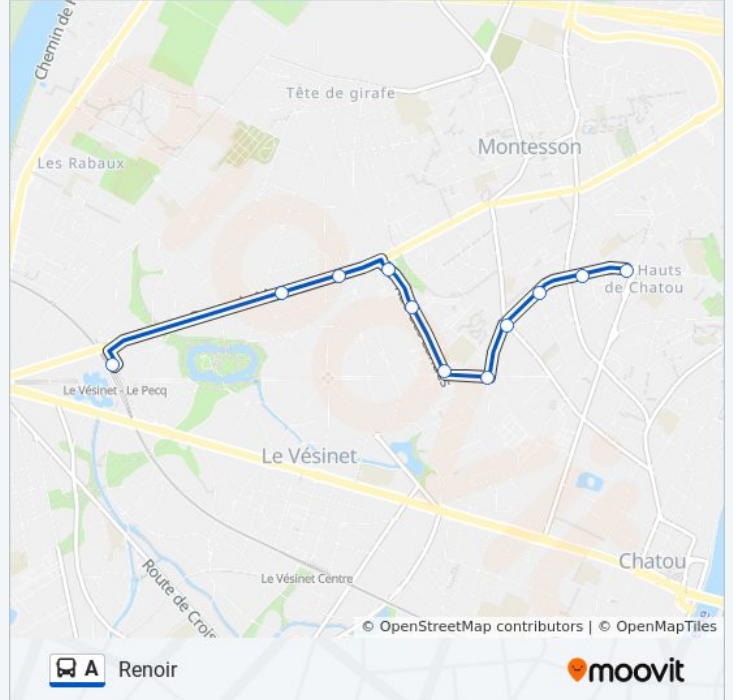 Chemin de
Tête de girafe
Montesson
Les Rabaux
Hauts
de Chatou
Le Vésinet - Le Pecq
Le Vésinet
Chatou
Le Vésinet Centre
Route de Crois
© OpenStreetMap contributors | © OpenMapTiles
A Renoir
moovit